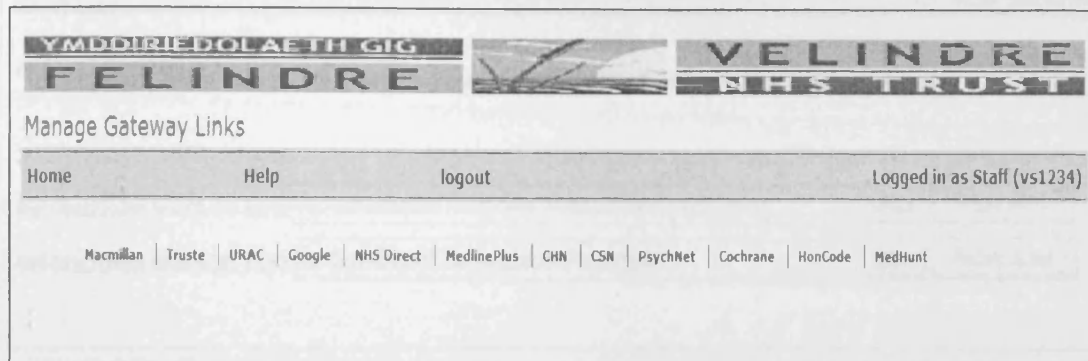 YMDDIRIEDOLAETH GIG
FELINDRE
VELINDRE
NHS TRUST
Manage Gateway Links
Home Help logout Logged in as Staff (vs1234)
Macmillan | Truste | URAC | Google | NHS Direct | MedlinePlus | CHN | CSN | PsychNet | Cochrane | HonCode | MedHunt